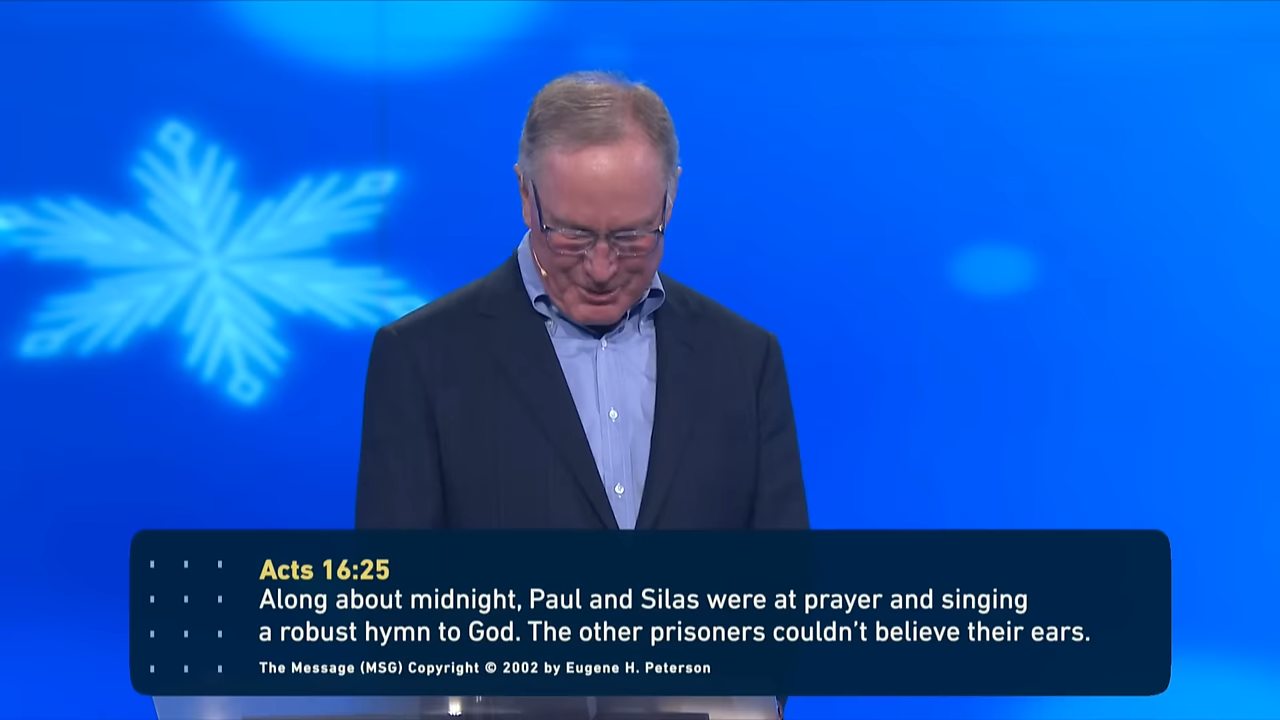 Acts 16:25
Along about midnight, Paul and Silas were at prayer and singing
a robust hymn to God. The other prisoners couldn't believe their ears.
The Message (MSG) Copyright © 2002 by Eugene H. Peterson